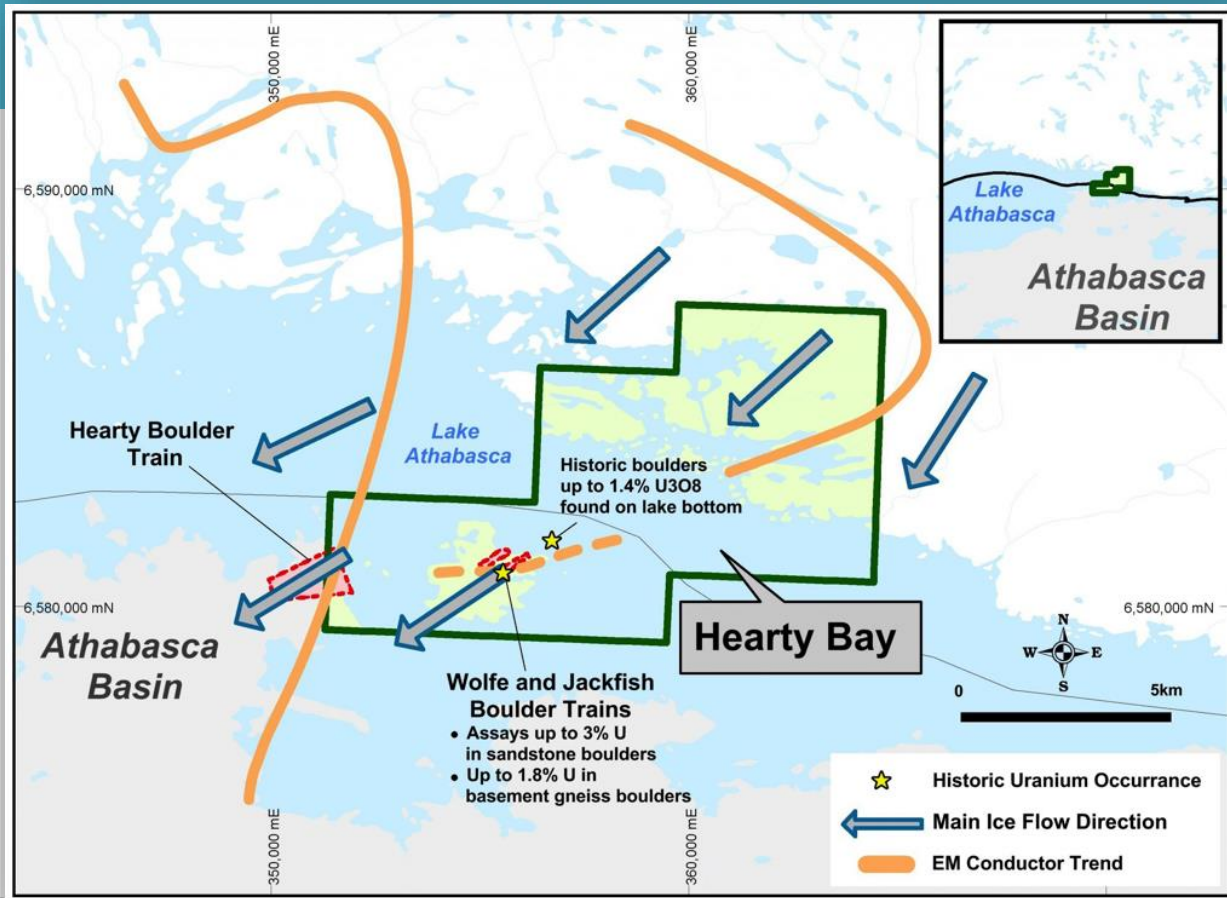 350,000 mE
360,000 mE
6,590,000 mN
Lake
Athabasca
Athabasca
Basin
Hearty Boulder
Train
Lake
Athabasca
Historic boulders
up to 1.4% U3O8
found on lake bottom
6,580,000 mN
6,580,000 mN
Athabasca
Basin
Hearty Bay
Wolfe and Jackfish
Boulder Trains
• Assays up to 3% U
in sandstone boulders
• Up to 1.8% U in
basement gneiss boulders
N
W E
S
0 5km
350,000 mE
360,000 mE
Historic Uranium Occurrance
Main Ice Flow Direction
EM Conductor Trend